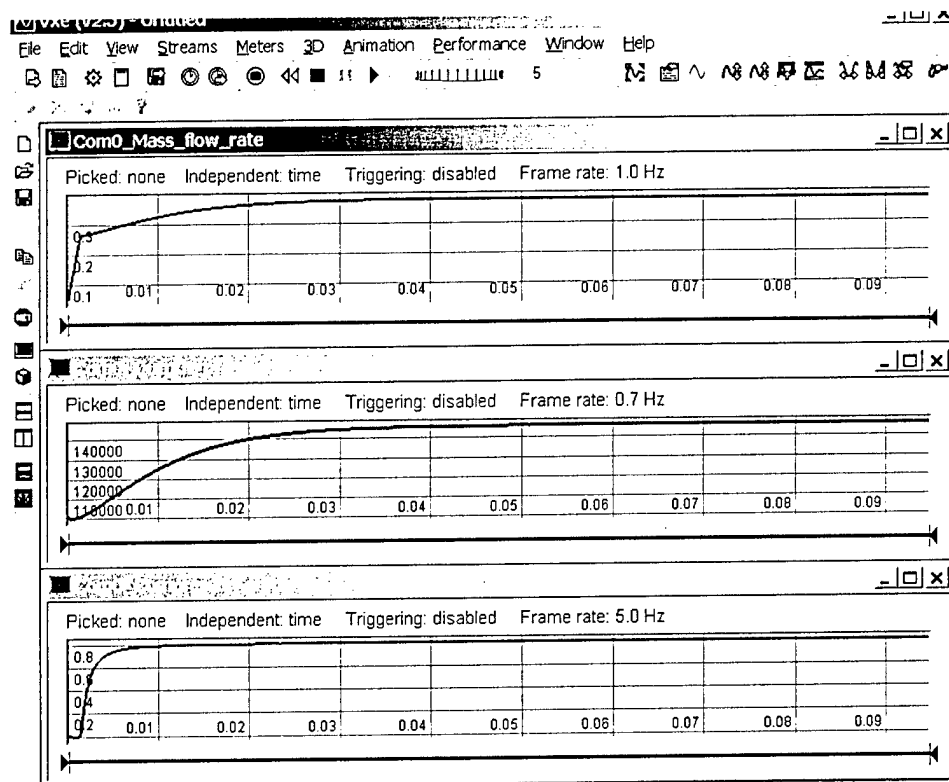 Vxe (V2.5) - Untitled
File Edit View Streams Meters 3D Animation Performance Window Help
5
?
Com0_Mass_flow_rate
Picked: none Independent: time Triggering: disabled Frame rate: 1.0 Hz
0.3
0.2
0.1 0.01 0.02 0.03 0.04 0.05 0.06 0.07 0.08 0.09
Picked: none Independent: time Triggering: disabled Frame rate: 0.7 Hz
140000
130000
120000
110000 0.01 0.02 0.03 0.04 0.05 0.06 0.07 0.08 0.09
Picked: none Independent: time Triggering: disabled Frame rate: 5.0 Hz
0.8
0.6
0.4
0.2 0.01 0.02 0.03 0.04 0.05 0.06 0.07 0.08 0.09